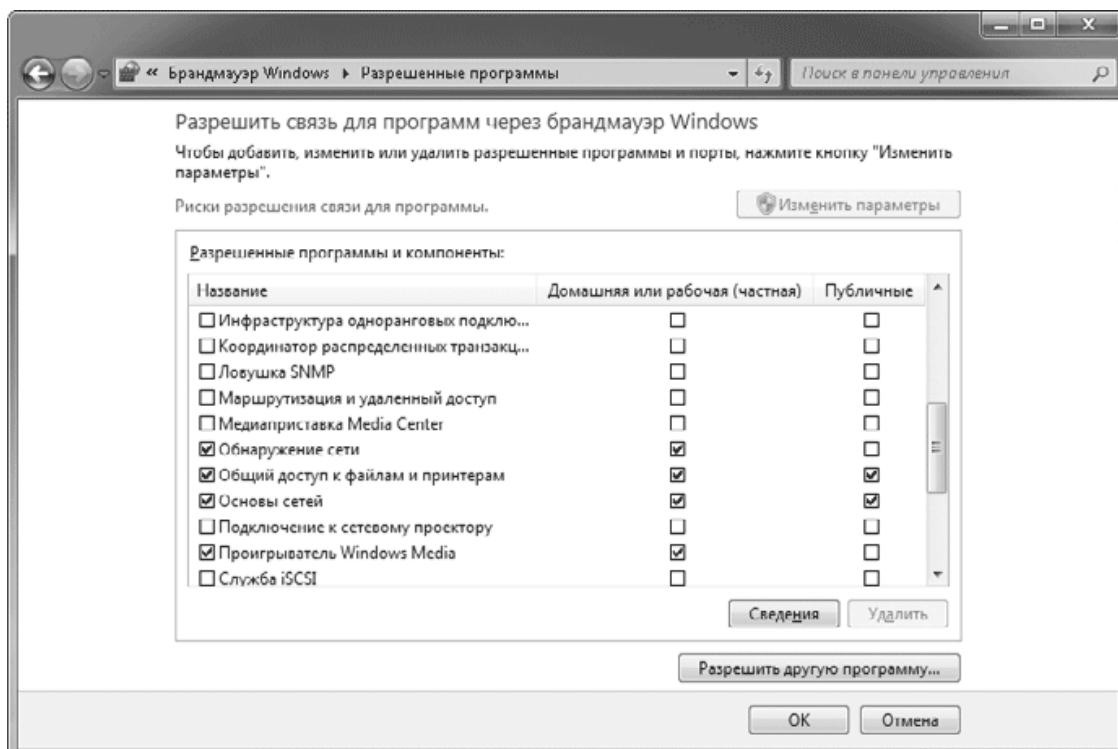 « Брандмауэр Windows ▸ Разрешенные программы
Поиск в панели управления
Разрешить связь для программ через брандмауэр Windows
Чтобы добавить, изменить или удалить разрешенные программы и порты, нажмите кнопку "Изменить
параметры".
Риски разрешения связи для программы.
Изменить параметры
Разрешенные программы и компоненты:
Название Домашняя или рабочая (частная) Публичные
Инфраструктура одноранговых подклю...
Координатор распределенных транзакц...
Ловушка SNMP
Маршрутизация и удаленный доступ
Медиаприставка Media Center
Обнаружение сети
Общий доступ к файлам и принтерам
Основы сетей
Подключение к сетевому проектору
Проигрыватель Windows Media
Служба iSCSI
Сведения Удалить
Разрешить другую программу...
OK Отмена